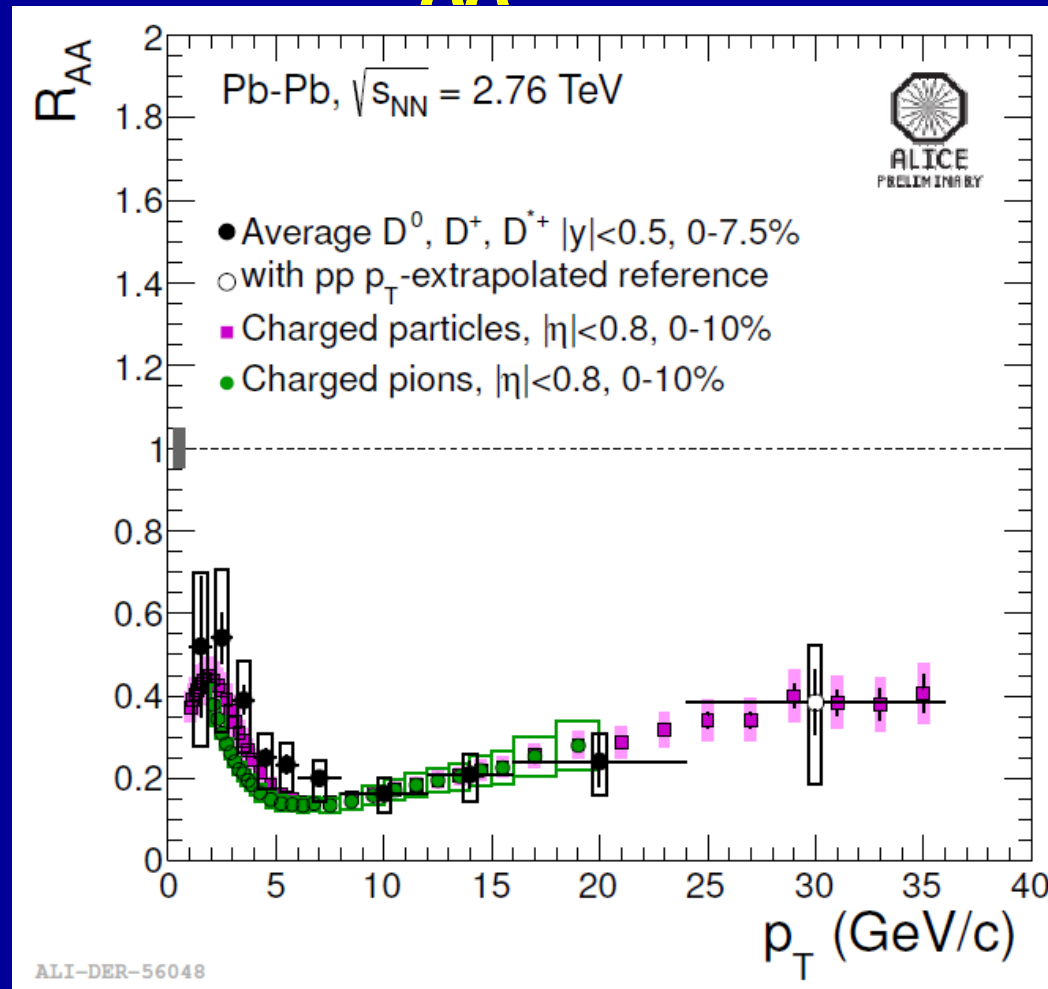 AA
R_AA
Pb-Pb, √s_NN = 2.76 TeV
ALICE
PRELIMINARY
Average D^0, D^+, D^*+ |y|<0.5, 0-7.5%
with pp p_T-extrapolated reference
Charged particles, |η|<0.8, 0-10%
Charged pions, |η|<0.8, 0-10%
2
1.8
1.6
1.4
1.2
1
0.8
0.6
0.4
0.2
0
0 5 10 15 20 25 30 35 40
p_T (GeV/c)
ALI-DER-56048